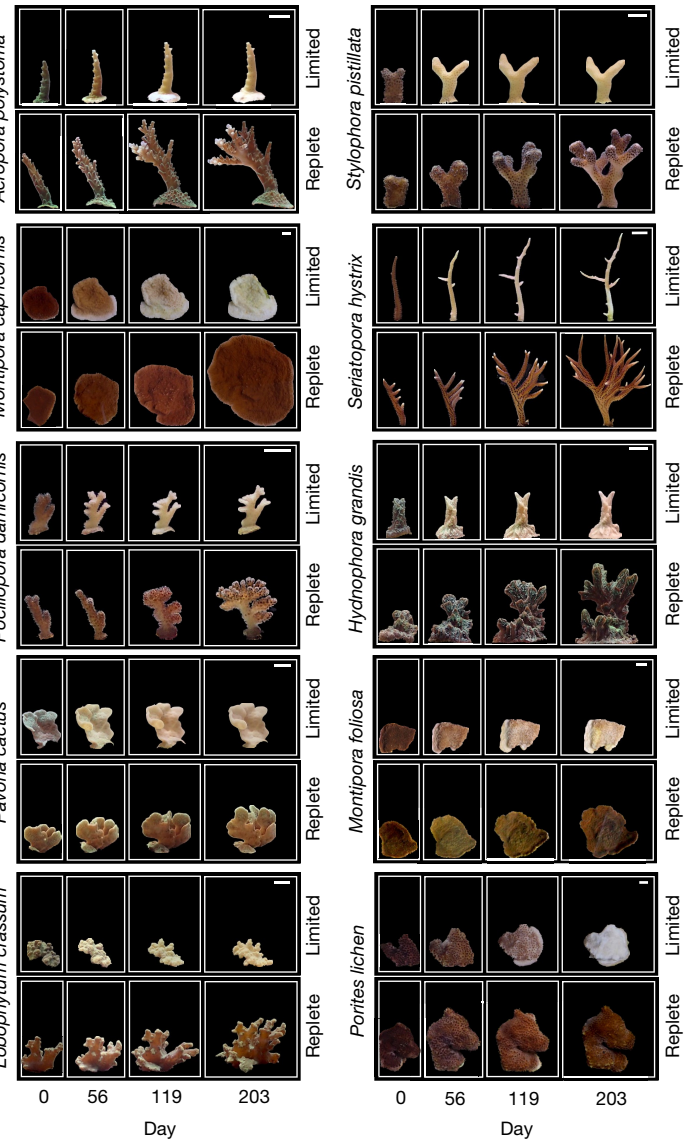 Acropora polystoma
Limited
Replete
Stylophora pistillata
Limited
Replete
Montipora capricornis
Limited
Replete
Seriatopora hystrix
Limited
Replete
Pocillopora damicornis
Limited
Replete
Hydnophora grandis
Limited
Replete
Pavona cactus
Limited
Replete
Montipora foliosa
Limited
Replete
Lobophytum crassum
Limited
Replete
Porites lichen
Limited
Replete
0 56 119 203
Day
0 56 119 203
Day